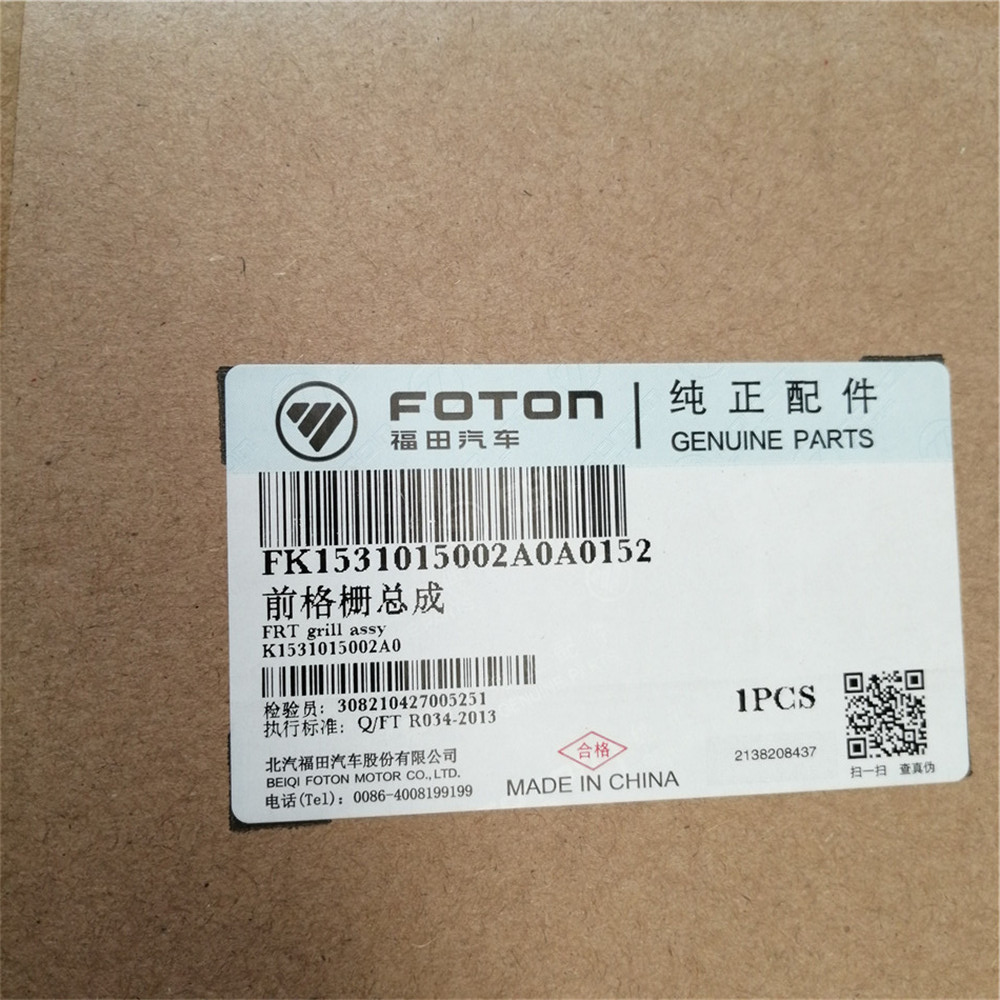 FOTON
福田汽车
纯正配件
GENUINE PARTS
FK1531015002A0A0152
前格栅总成
FRT grill assy
K1531015002A0
检验员：308210427005251
执行标准：Q/FT R034-2013
1PCS
北汽福田汽车股份有限公司
BEIQI FOTON MOTOR CO.,LTD.
电话(Tel)：0086-4008199199
合格
MADE IN CHINA
2138208437
扫一扫 查真伪